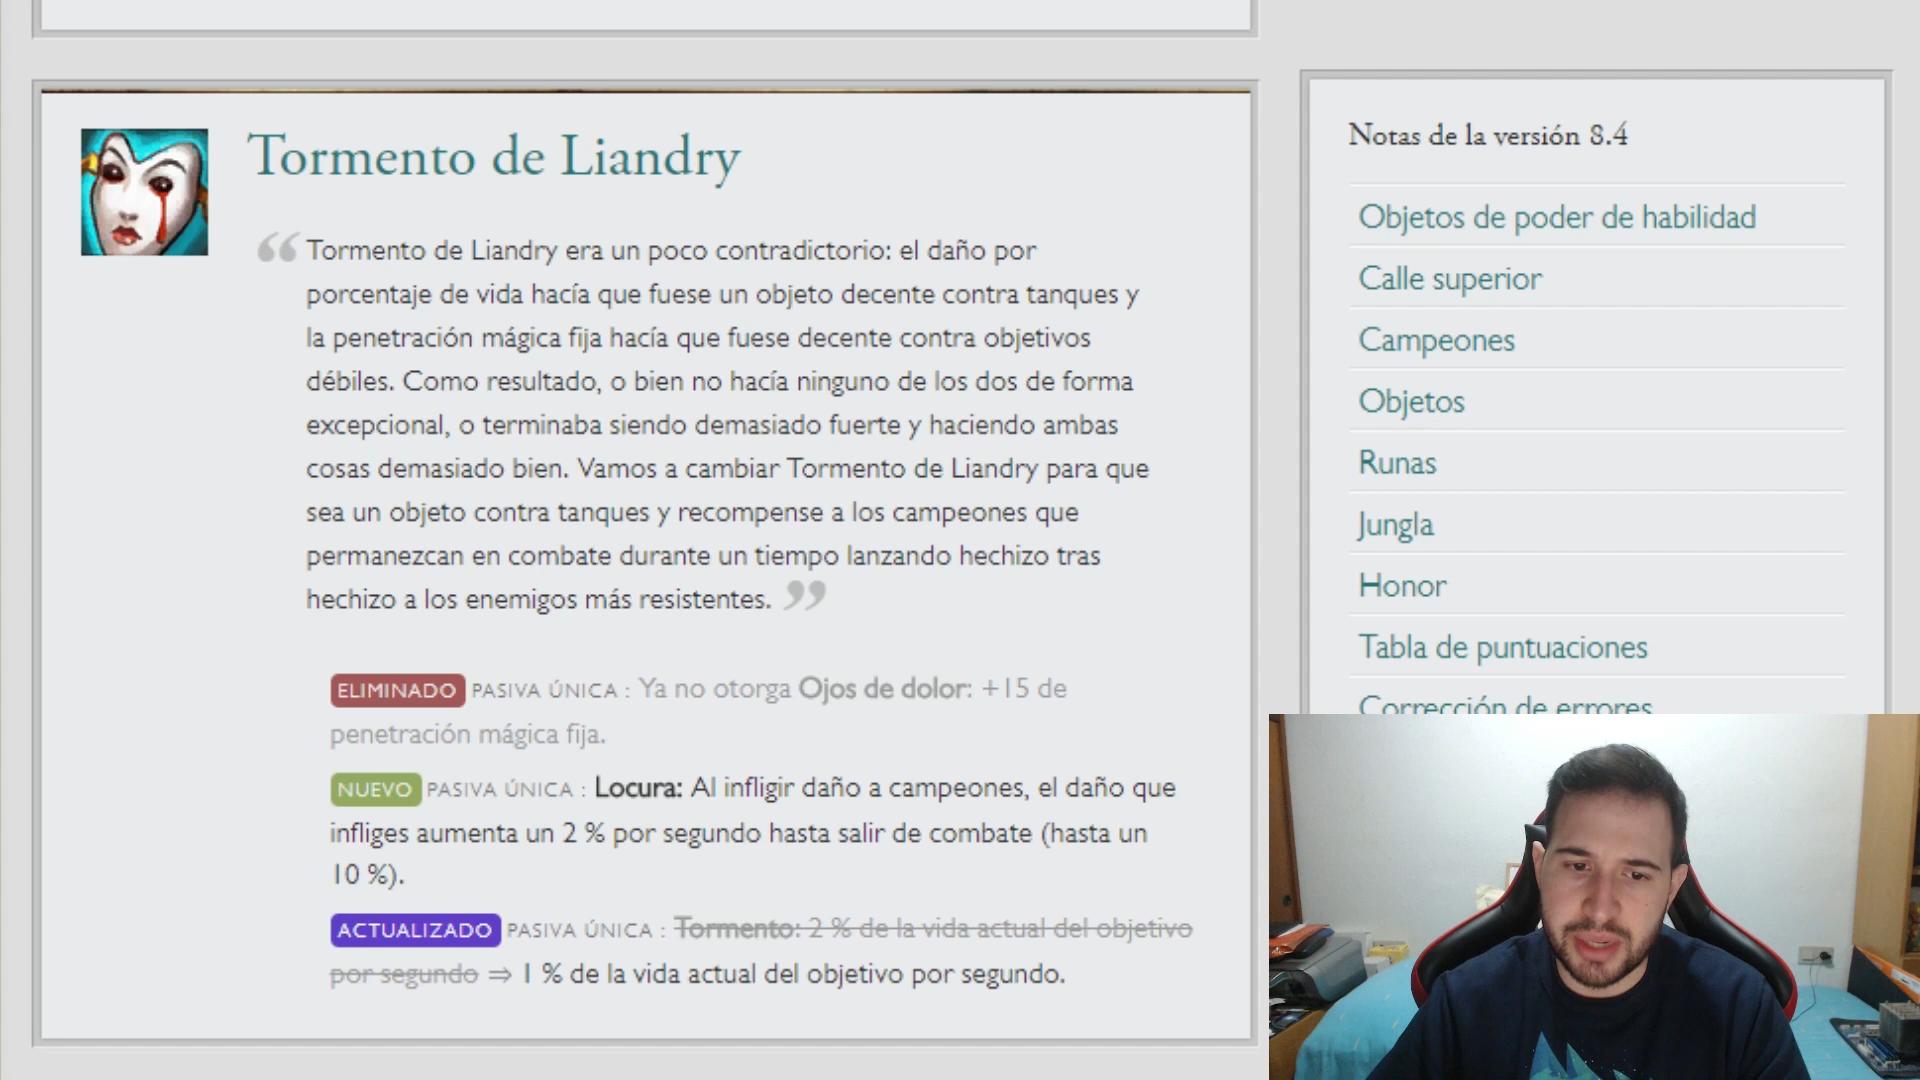 Tormento de Liandry
“ Tormento de Liandry era un poco contradictorio: el daño por
porcentaje de vida hacía que fuese un objeto decente contra tanques y
la penetración mágica fija hacía que fuese decente contra objetivos
débiles. Como resultado, o bien no hacía ninguno de los dos de forma
excepcional, o terminaba siendo demasiado fuerte y haciendo ambas
cosas demasiado bien. Vamos a cambiar Tormento de Liandry para que
sea un objeto contra tanques y recompense a los campeones que
permanezcan en combate durante un tiempo lanzando hechizo tras
hechizo a los enemigos más resistentes. ”
ELIMINADO PASIVA ÚNICA : Ya no otorga Ojos de dolor: +15 de
penetración mágica fija.
NUEVO PASIVA ÚNICA : Locura: Al infligir daño a campeones, el daño que
infliges aumenta un 2 % por segundo hasta salir de combate (hasta un
10 %).
ACTUALIZADO PASIVA ÚNICA : Tormento: 2 % de la vida actual del objetivo
por segundo ⇒ 1 % de la vida actual del objetivo por segundo.
Notas de la versión 8.4
Objetos de poder de habilidad
Calle superior
Campeones
Objetos
Runas
Jungla
Honor
Tabla de puntuaciones
Corrección de errores